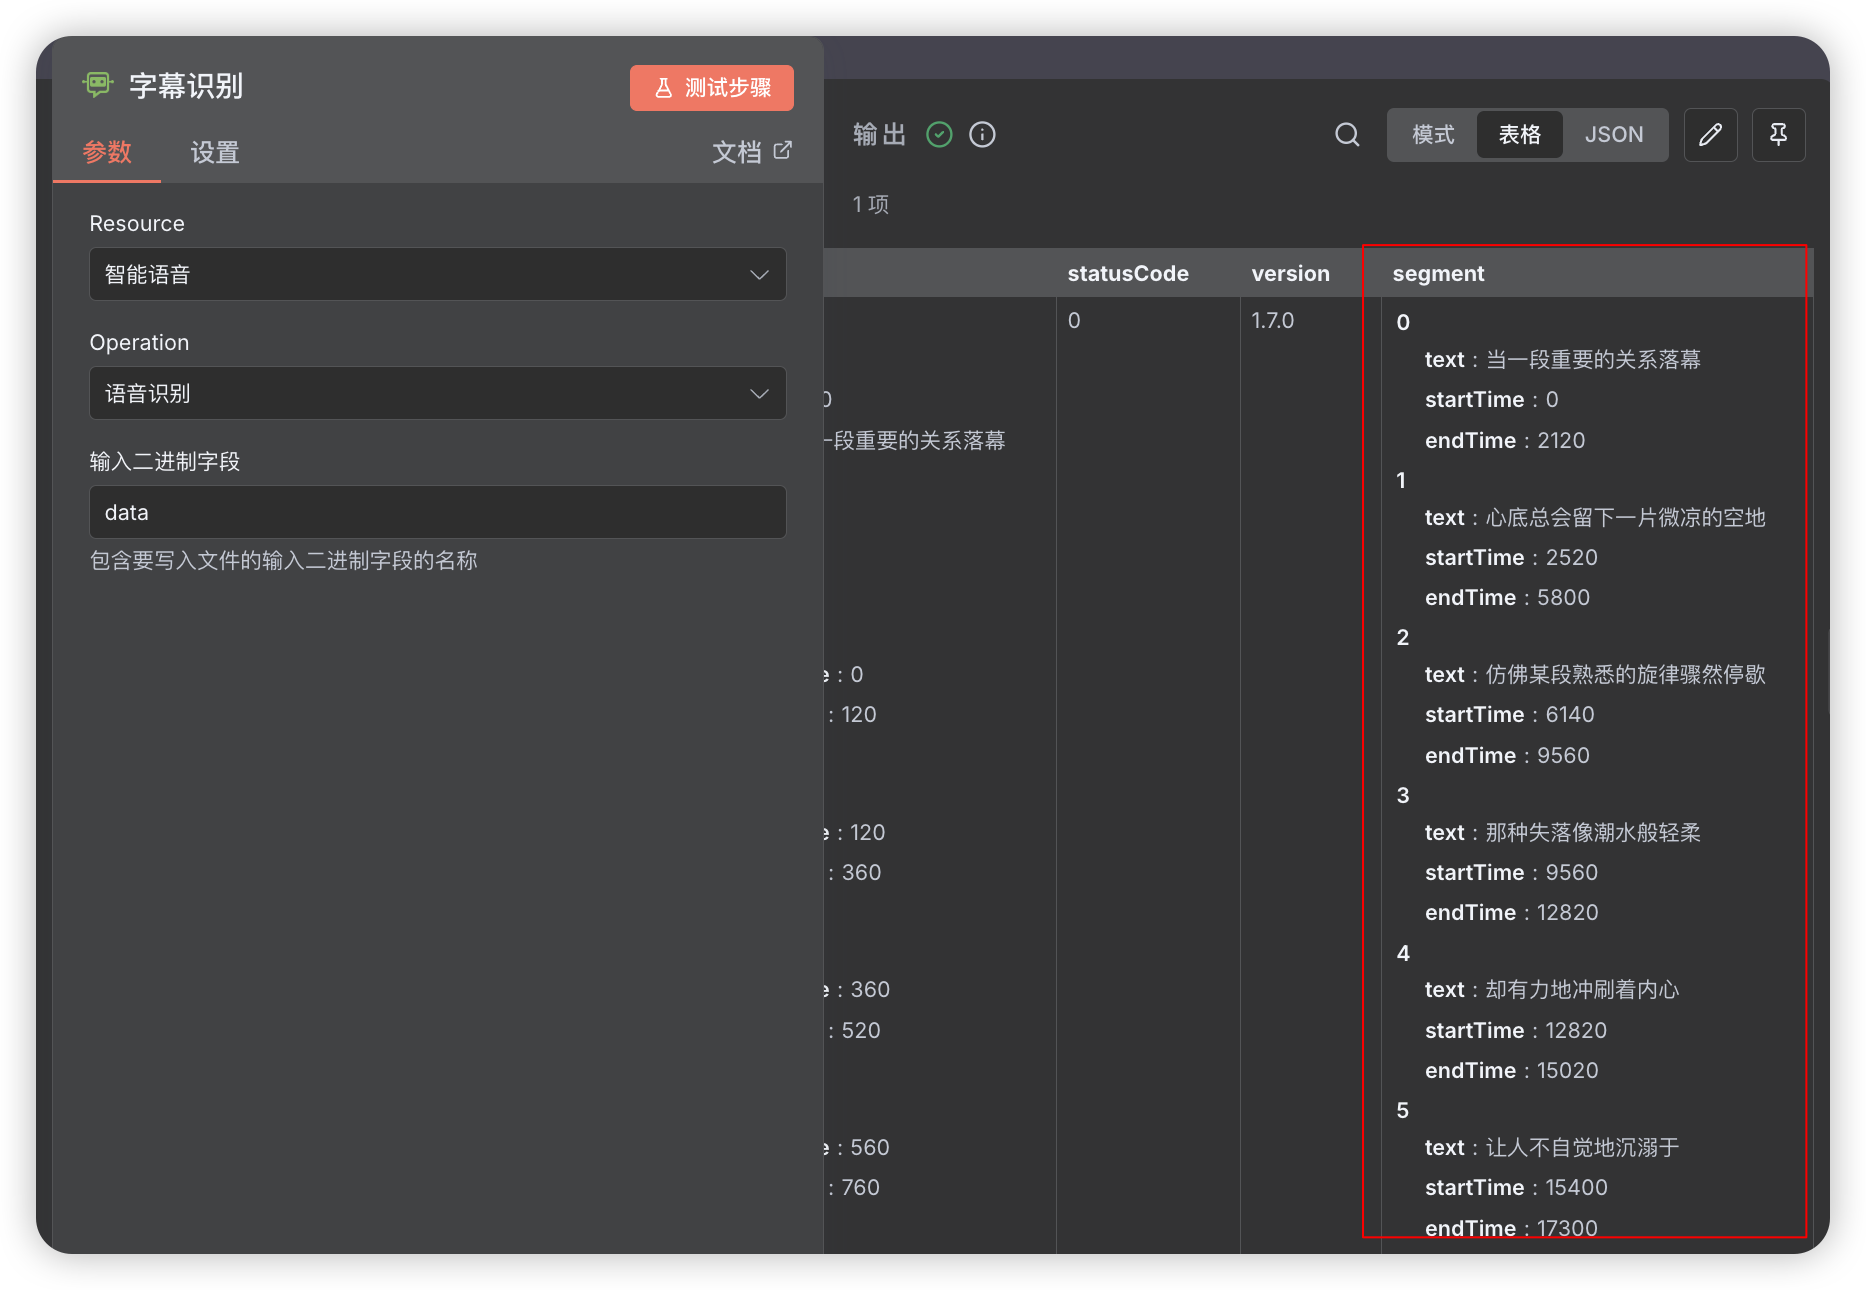 字幕识别
测试步骤
参数
设置
文档
Resource
智能语音
Operation
语音识别
输入二进制字段
data
包含要写入文件的输入二进制字段的名称
输出
模式
表格
JSON
1 项
statusCode
version
segment
0
1.7.0
一段重要的关系落幕
: 0
: 120
: 120
: 360
: 360
: 520
: 560
: 760
0
text : 当一段重要的关系落幕
startTime : 0
endTime : 2120
1
text : 心底总会留下一片微凉的空地
startTime : 2520
endTime : 5800
2
text : 仿佛某段熟悉的旋律骤然停歇
startTime : 6140
endTime : 9560
3
text : 那种失落像潮水般轻柔
startTime : 9560
endTime : 12820
4
text : 却有力地冲刷着内心
startTime : 12820
endTime : 15020
5
text : 让人不自觉地沉溺于
startTime : 15400
endTime : 17300